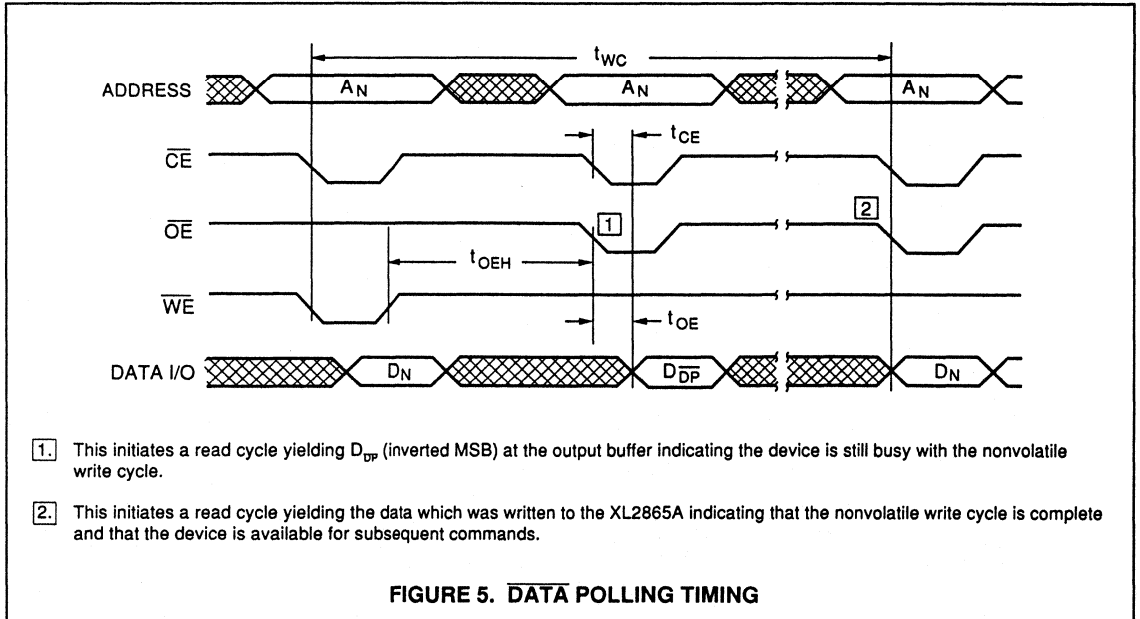 tWC
ADDRESS AN AN AN
tCE
CE
2
OE 1
tOEH
WE
tOE
DATA I/O DN DDP DN
1. This initiates a read cycle yielding DDP (inverted MSB) at the output buffer indicating the device is still busy with the nonvolatile
write cycle.
2. This initiates a read cycle yielding the data which was written to the XL2865A indicating that the nonvolatile write cycle is complete
and that the device is available for subsequent commands.
FIGURE 5. DATA POLLING TIMING